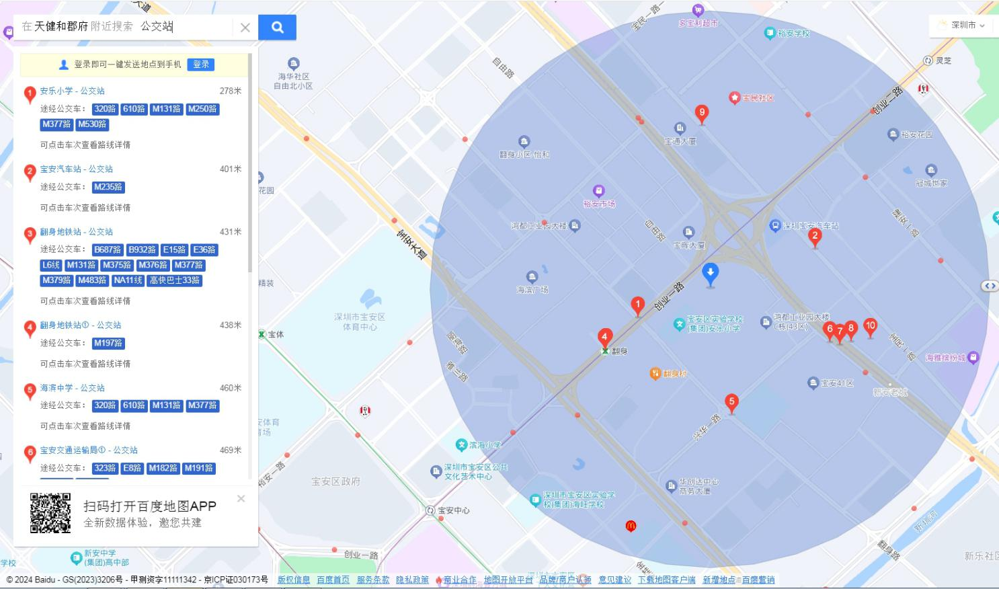 在 天健和郡府 附近搜索 公交站
登录即可一键发送地点到手机 登录
1 安乐小学 - 公交站 278米
途经公交车： 320路 610路 M131路 M250路
M377路 M530路
可点击车次查看路线详情
2 宝安汽车站 - 公交站 401米
途经公交车： M235路
可点击车次查看路线详情
3 翻身地铁站 - 公交站 431米
途经公交车： B687路 B932路 E15路 E36路
L6线 M131路 M375路 M376路 M377路
M379路 M483路 NA11线 高快巴士33路
可点击车次查看路线详情
4 翻身地铁站① - 公交站 438米
途经公交车： M197路
可点击车次查看路线详情
5 海滨中学 - 公交站 460米
途经公交车： 320路 610路 M131路 M377路
可点击车次查看路线详情
6 宝安交通运输局① - 公交站 469米
途经公交车： 323路 E8路 M182路 M191路
扫码打开百度地图APP
全新数据体验，邀您共建
深圳市
大道
宝民一路
多宝利超市
裕安学校
灵芝
海华社区
自由北小区
自由路
创业二路
宝民社区
9
宝通大厦
裕安花园
翻身小区-怡和
冠城世家
花园
裕安市场
鸿都工业园大楼
自由路
宝晖大厦
深圳宝安汽车站
2
建安一路
宝安大道
精装
海滨广场
创业一路
1
深圳市宝安区
体育中心
宝安区实验学校
(集团)安乐小学
鸿都工业园大楼
C栋(43区)
6 7 8 10
宝体
4
翻身
宝民一路
海雅缤纷城
雅兰路
翻身村
宝安41区
新安老城
5
兴华一路
安体育
育场
滨海小学
深圳市宝安区公共
文化艺术中心
裕安一路
宝安区政府
华创达中心
商务大厦
深圳市宝安区实验学
校(集团)海旺学校
宝安中心
新圳河
翻身路
新乐社区
新安中学
(集团)高中部
学校
创业一路
© 2024 Baidu - GS(2023)3206号 - 甲测资字11111342 - 京ICP证030173号 版权信息 百度首页 服务条款 隐私政策 商业合作 地图开放平台 品牌/商户认领 意见建议 下载地图客户端 新增地点 百度营销